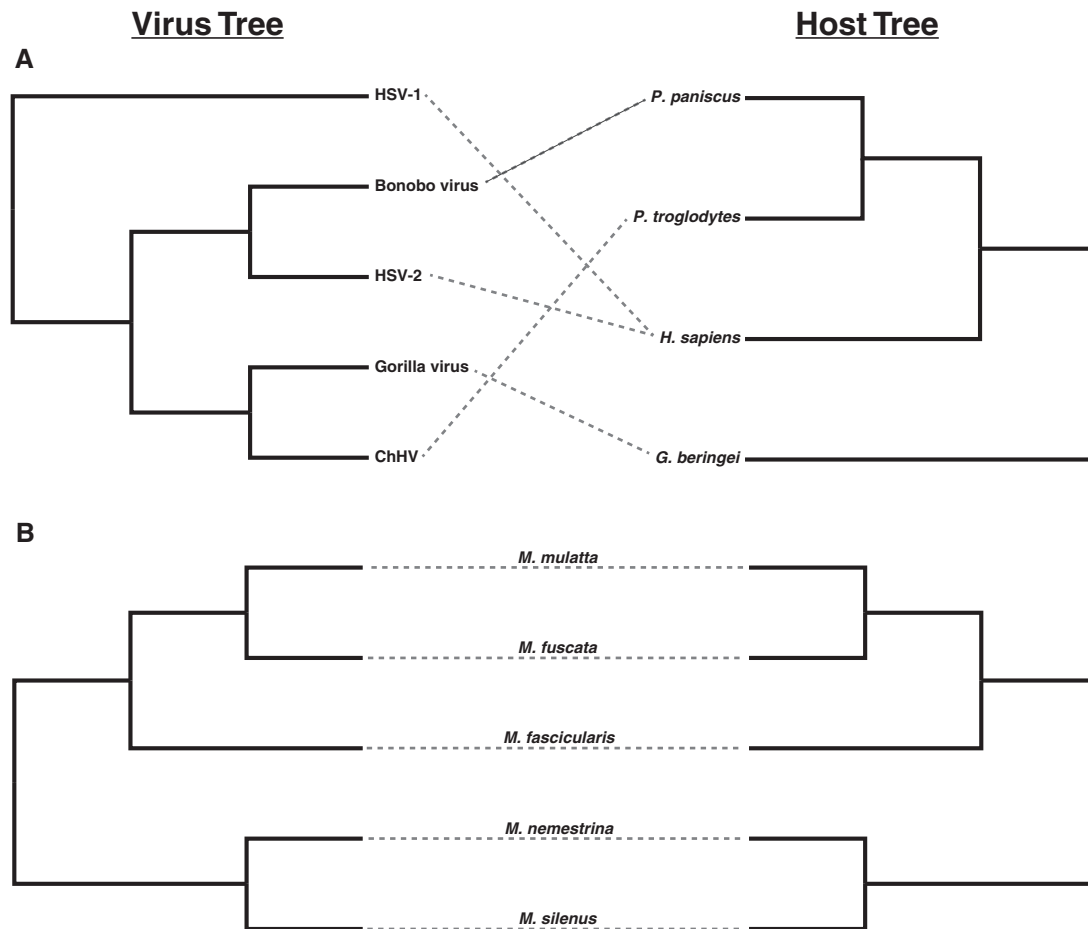 Virus Tree
Host Tree
A
HSV-1
P. paniscus
Bonobo virus
P. troglodytes
HSV-2
H. sapiens
Gorilla virus
ChHV
G. beringei
B
M. mulatta
M. fuscata
M. fascicularis
M. nemestrina
M. silenus